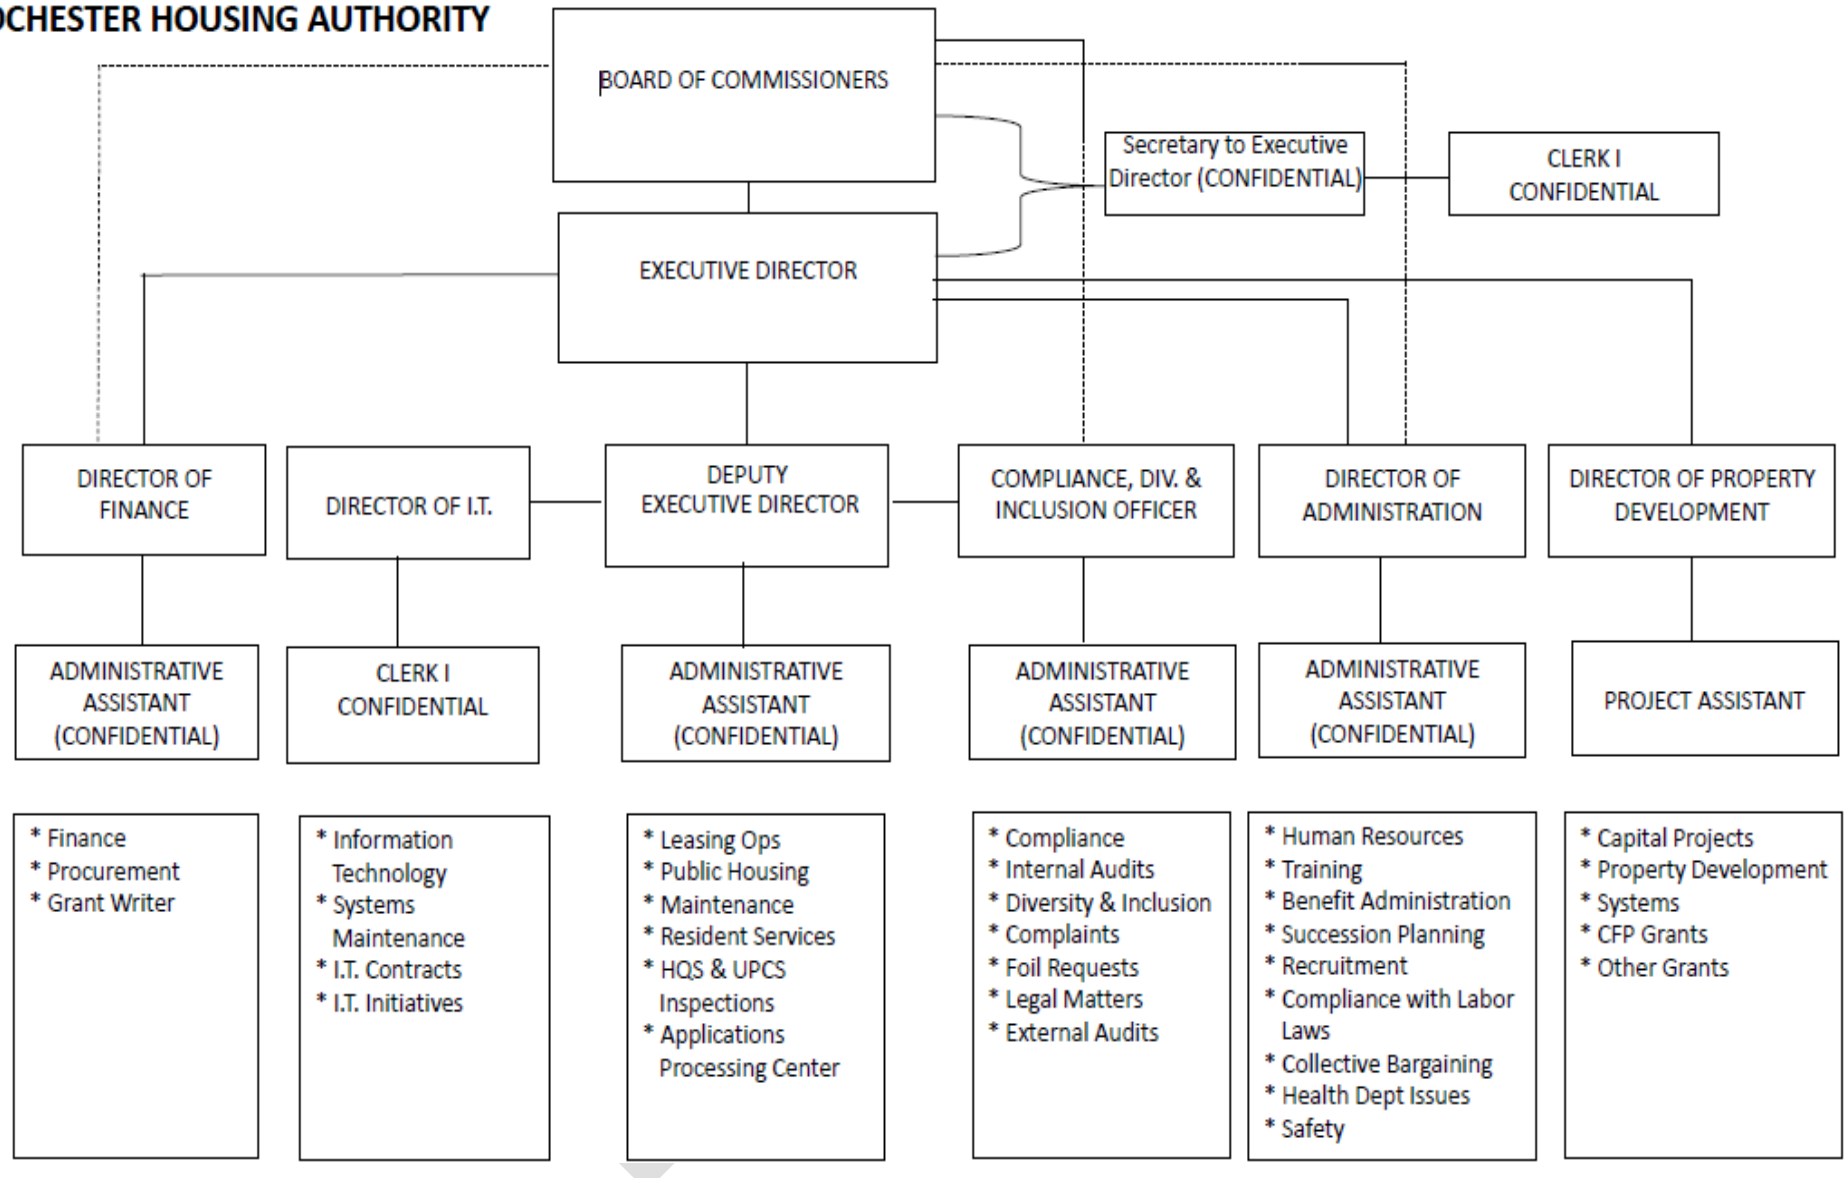 OCHESTER HOUSING AUTHORITY
BOARD OF COMMISSIONERS
Secretary to Executive
Director (CONFIDENTIAL)
CLERK I
CONFIDENTIAL
EXECUTIVE DIRECTOR
DIRECTOR OF
FINANCE
DIRECTOR OF I.T.
DEPUTY
EXECUTIVE DIRECTOR
COMPLIANCE, DIV. &
INCLUSION OFFICER
DIRECTOR OF
ADMINISTRATION
DIRECTOR OF PROPERTY
DEVELOPMENT
ADMINISTRATIVE
ASSISTANT
(CONFIDENTIAL)
CLERK I
CONFIDENTIAL
ADMINISTRATIVE
ASSISTANT
(CONFIDENTIAL)
ADMINISTRATIVE
ASSISTANT
(CONFIDENTIAL)
ADMINISTRATIVE
ASSISTANT
(CONFIDENTIAL)
PROJECT ASSISTANT
* Finance
* Procurement
* Grant Writer
* Information
Technology
* Systems
Maintenance
* I.T. Contracts
* I.T. Initiatives
* Leasing Ops
* Public Housing
* Maintenance
* Resident Services
* HQS & UPCS
Inspections
* Applications
Processing Center
* Compliance
* Internal Audits
* Diversity & Inclusion
* Complaints
* Foil Requests
* Legal Matters
* External Audits
* Human Resources
* Training
* Benefit Administration
* Succession Planning
* Recruitment
* Compliance with Labor
Laws
* Collective Bargaining
* Health Dept Issues
* Safety
* Capital Projects
* Property Development
* Systems
* CFP Grants
* Other Grants